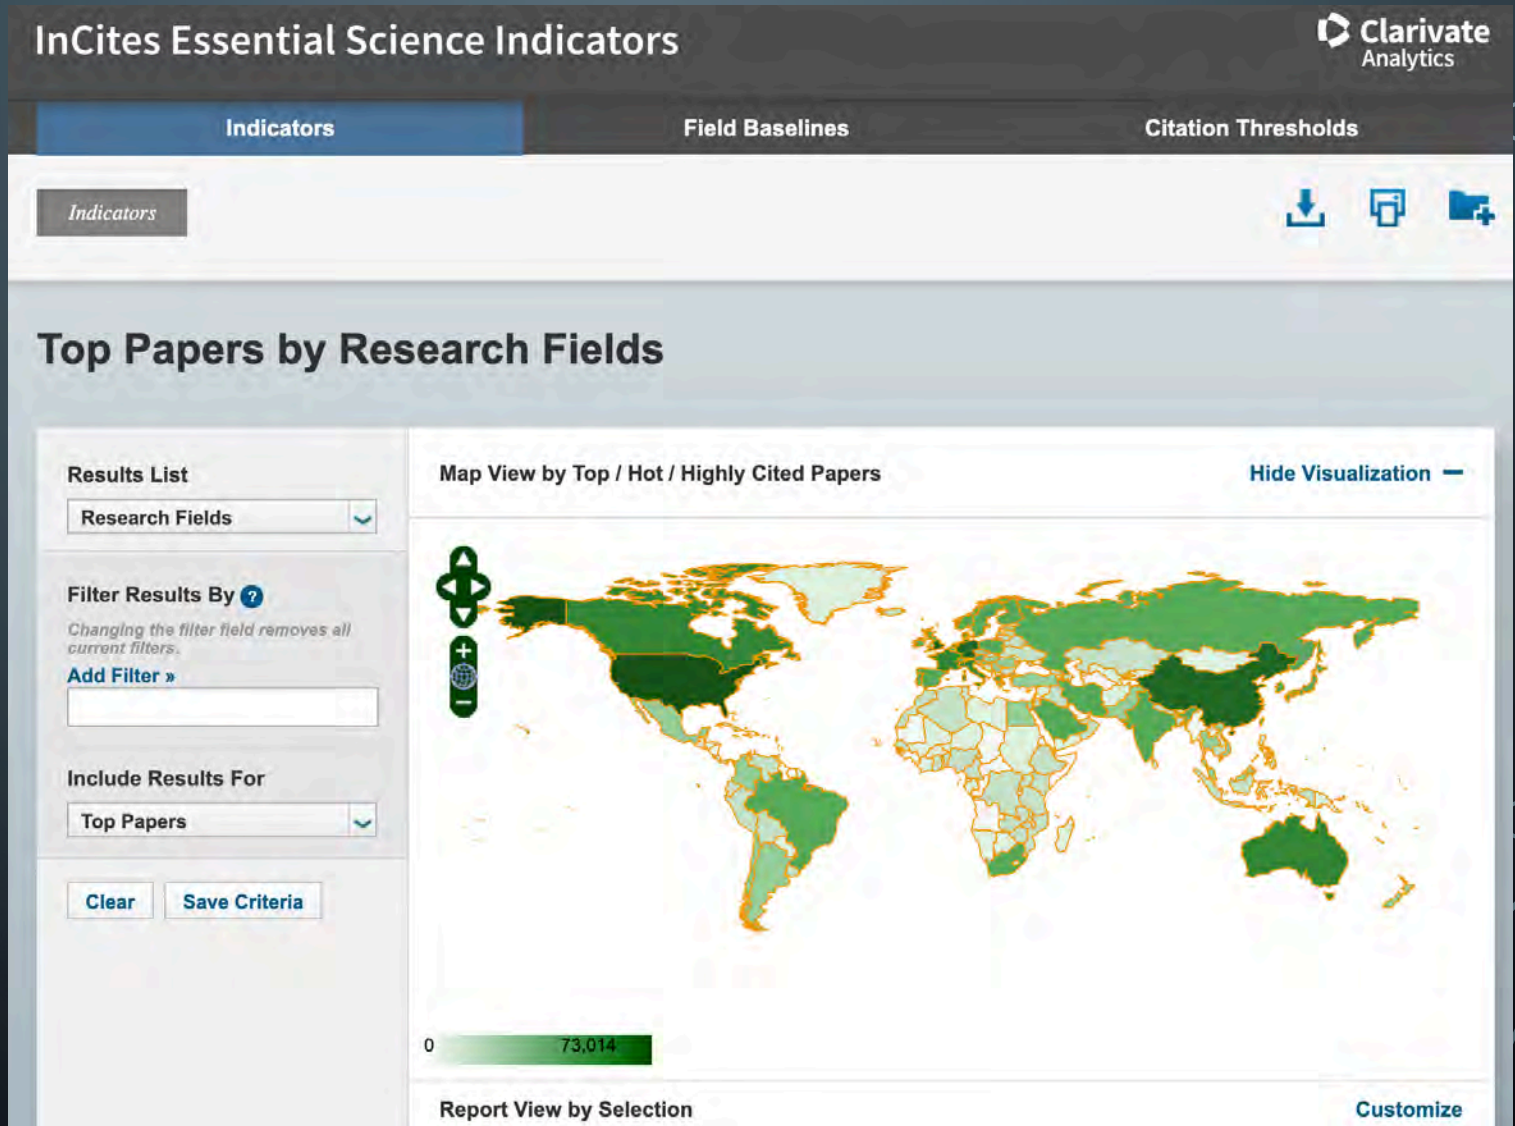 InCites Essential Science Indicators
Clarivate
Analytics
Indicators
Field Baselines
Citation Thresholds
Indicators
Top Papers by Research Fields
Results List
Research Fields
Filter Results By ?
Changing the filter field removes all
current filters.
Add Filter »
Include Results For
Top Papers
Clear
Save Criteria
Map View by Top / Hot / Highly Cited Papers
Hide Visualization
0
73,014
Report View by Selection
Customize